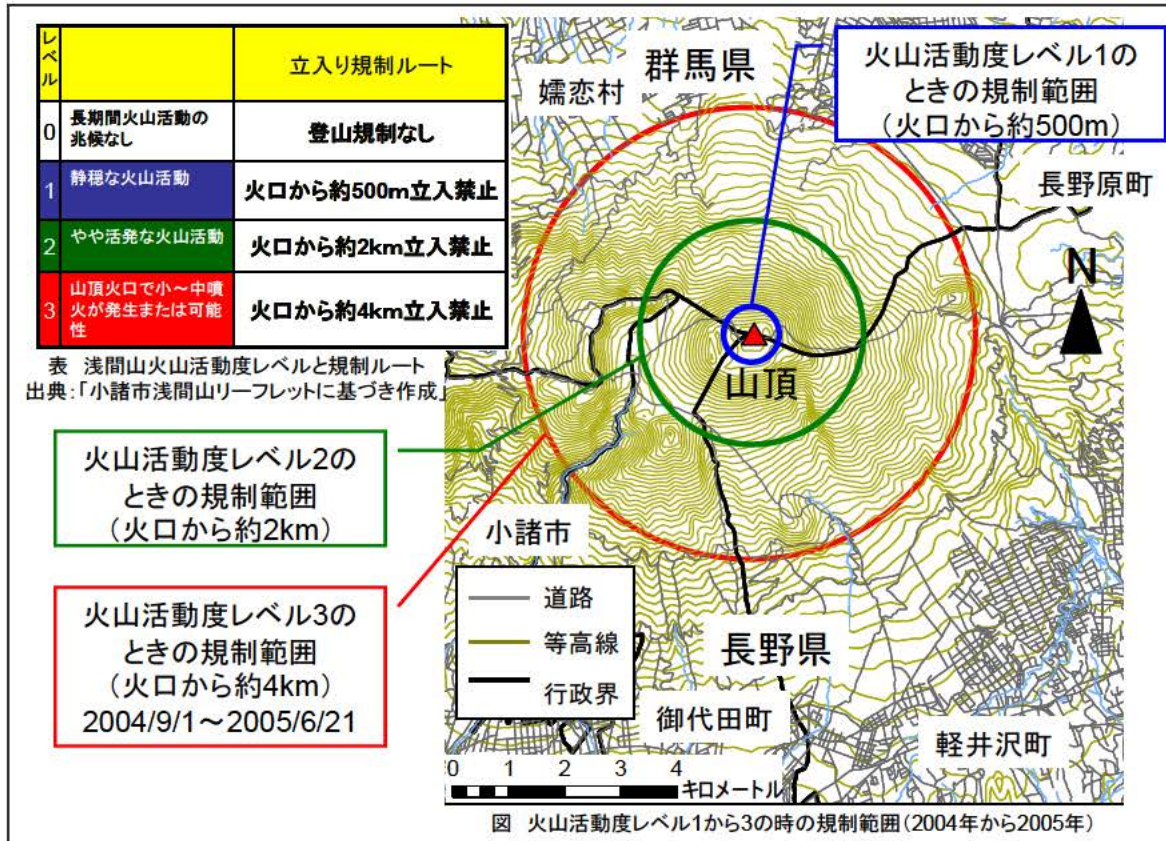 レベル
立入り規制ルート
0
長期間火山活動の
兆候なし
登山規制なし
1
静穏な火山活動
火口から約500m立入禁止
2
やや活発な火山活動
火口から約2km立入禁止
3
山頂火口で小～中噴
火が発生または可能
性
火口から約4km立入禁止
表 浅間山火山活動度レベルと規制ルート
出典:「小諸市浅間山リーフレットに基づき作成」
群馬県
嬬恋村
火山活動度レベル1の
ときの規制範囲
(火口から約500m)
長野原町
N
山頂
火山活動度レベル2の
ときの規制範囲
(火口から約2km)
小諸市
火山活動度レベル3の
ときの規制範囲
(火口から約4km)
2004/9/1～2005/6/21
道路
等高線
行政界
長野県
御代田町
軽井沢町
0 1 2 3 4
キロメートル
図 火山活動度レベル1から3の時の規制範囲(2004年から2005年)